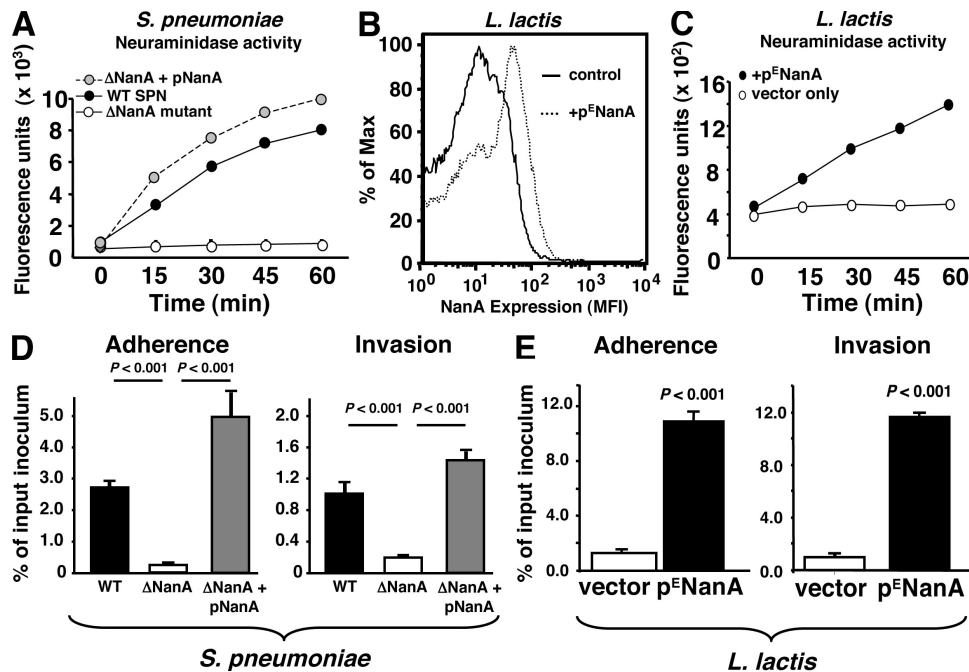 A
S. pneumoniae
Neuraminidase activity
Fluorescence units (x 10³)
ΔNanA + pNanA
WT SPN
ΔNanA mutant
10
8
6
4
2
0
0 15 30 45 60
Time (min)
B
L. lactis
% of Max
100
80
60
40
20
0
control
+pᴱNanA
10⁰ 10¹ 10² 10³ 10⁴
NanA Expression (MFI)
C
L. lactis
Neuraminidase activity
Fluorescence units (x 10²)
+pᴱNanA
vector only
16
12
8
4
0
0 15 30 45 60
Time (min)
D
Adherence
% of input inoculum
P < 0.001 P < 0.001
5.0
4.0
3.0
2.0
1.0
0
WT ΔNanA ΔNanA +
pNanA
Invasion
P < 0.001 P < 0.001
2.0
1.6
1.2
0.8
0.4
0
WT ΔNanA ΔNanA +
pNanA
S. pneumoniae
E
Adherence
% of input inoculum
P < 0.001
12.0
8.0
4.0
0.0
vector pᴱNanA
Invasion
P < 0.001
12.0
8.0
4.0
0.0
vector pᴱNanA
L. lactis